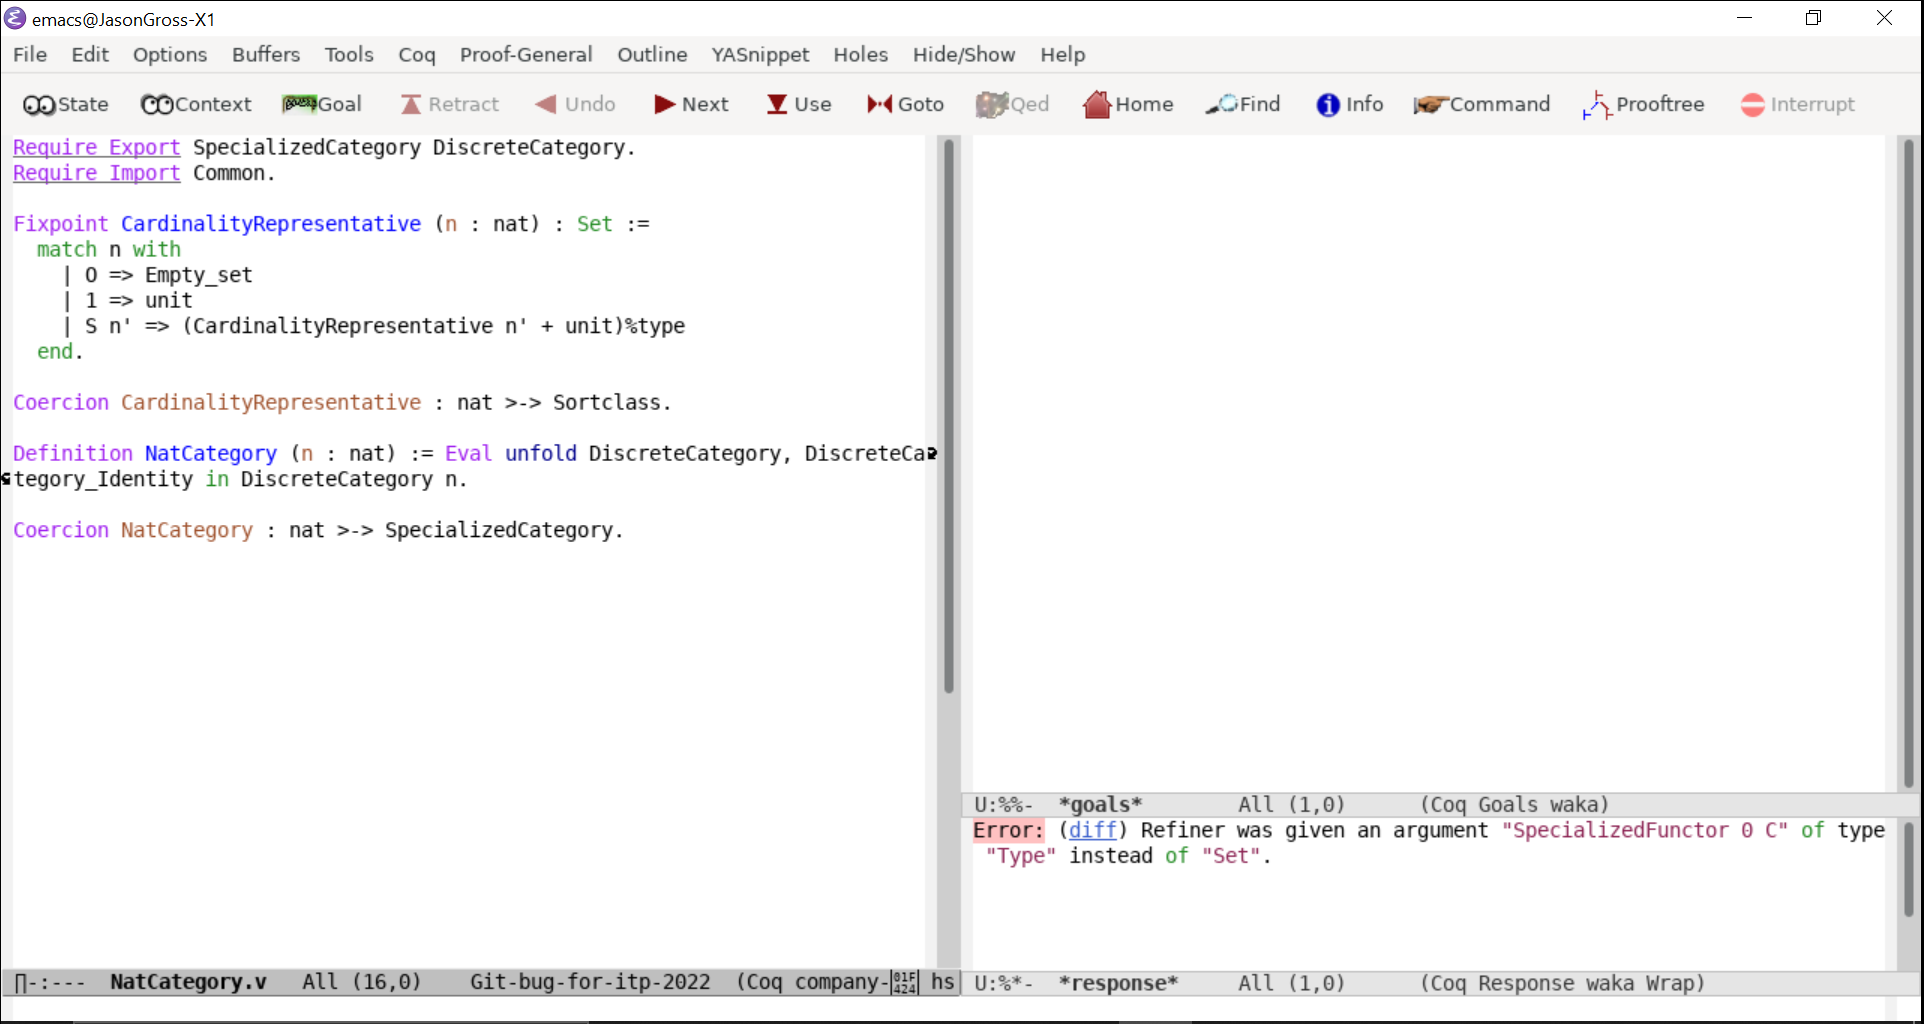 emacs@JasonGross-X1
File Edit Options Buffers Tools Coq Proof-General Outline YASnippet Holes Hide/Show Help
State Context Goal Retract Undo Next Use Goto Qed Home Find Info Command Prooftree Interrupt
Require Export SpecializedCategory DiscreteCategory.
Require Import Common.
Fixpoint CardinalityRepresentative (n : nat) : Set :=
match n with
| O => Empty_set
| 1 => unit
| S n' => (CardinalityRepresentative n' + unit)%type
end.
Coercion CardinalityRepresentative : nat >-> Sortclass.
Definition NatCategory (n : nat) := Eval unfold DiscreteCategory, DiscreteCa
tegory_Identity in DiscreteCategory n.
Coercion NatCategory : nat >-> SpecializedCategory.
U:%%- *goals* All (1,0) (Coq Goals waka)
Error: (diff) Refiner was given an argument "SpecializedFunctor 0 C" of type
"Type" instead of "Set".
∏-:--- NatCategory.v All (16,0) Git-bug-for-itp-2022 (Coq company-01F424 hs
U:%*- *response* All (1,0) (Coq Response waka Wrap)